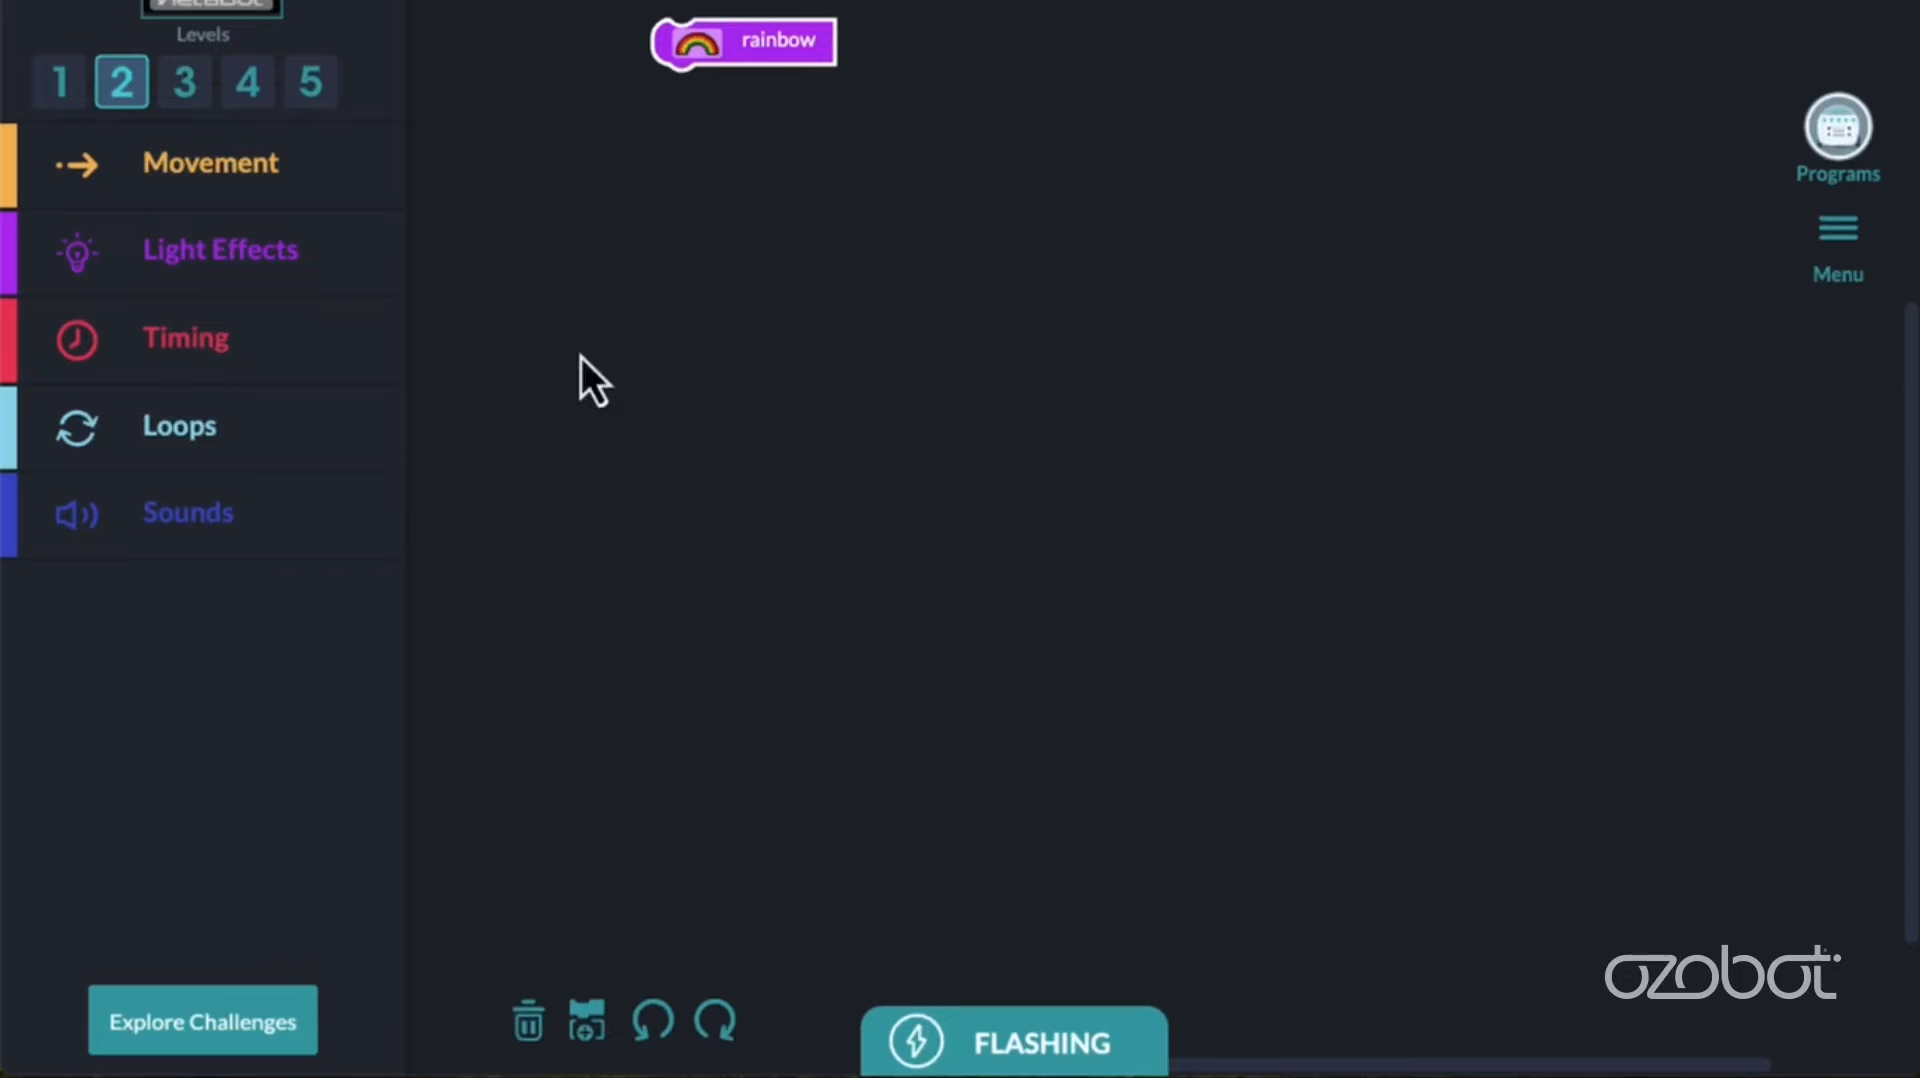 Levels
1 2 3 4 5
rainbow
Movement
Light Effects
Timing
Loops
Sounds
Programs
Menu
ozobot
Explore Challenges
FLASHING